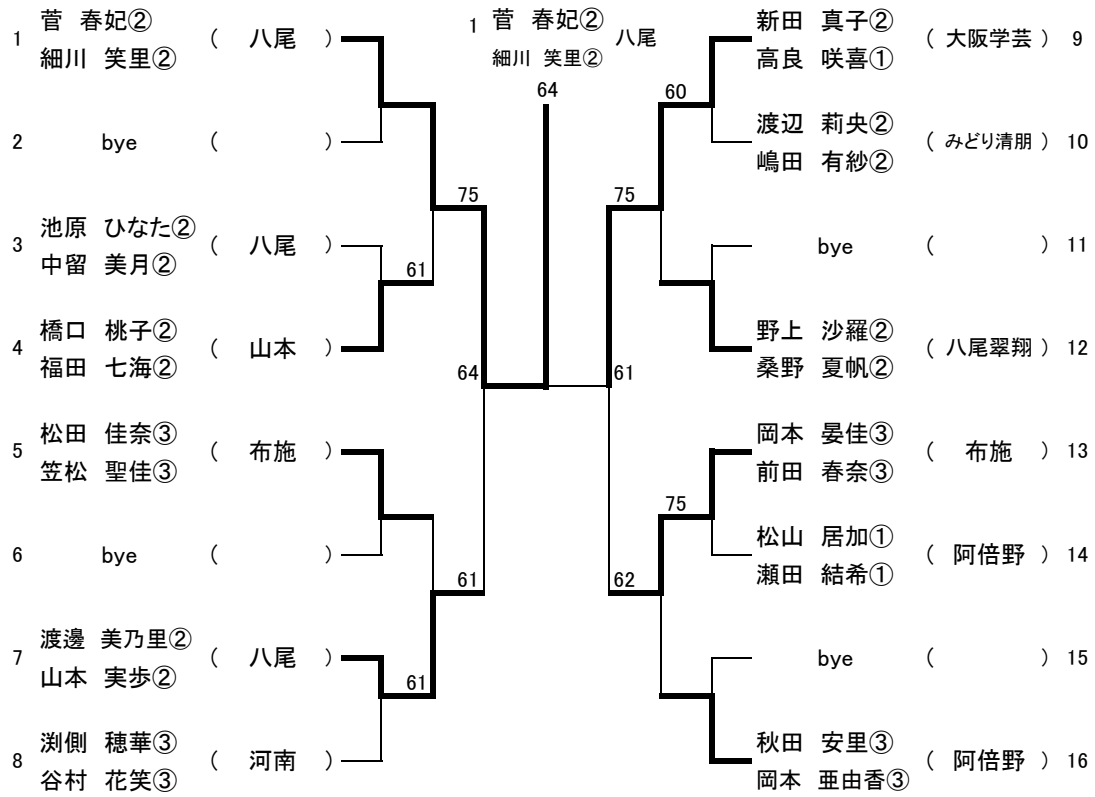 1 菅 春妃② 八尾
細川 笑里②
64
1 菅 春妃② ( 八尾 )
細川 笑里②
2 bye ( )
75
3 池原 ひなた② ( 八尾 )
中留 美月②
61
4 橋口 桃子② ( 山本 )
福田 七海②
64
5 松田 佳奈③ ( 布施 )
笠松 聖佳③
6 bye ( )
61
7 渡邊 美乃里② ( 八尾 )
山本 実歩②
61
8 渕側 穂華③ ( 河南 )
谷村 花笑③
新田 真子② ( 大阪学芸 ) 9
高良 咲喜①
60
渡辺 莉央② ( みどり清朋 ) 10
嶋田 有紗②
75
bye ( ) 11
野上 沙羅② ( 八尾翠翔 ) 12
桑野 夏帆②
61
岡本 晏佳③ ( 布施 ) 13
前田 春奈③
75
松山 居加① ( 阿倍野 ) 14
瀬田 結希①
62
bye ( ) 15
秋田 安里③ ( 阿倍野 ) 16
岡本 亜由香③